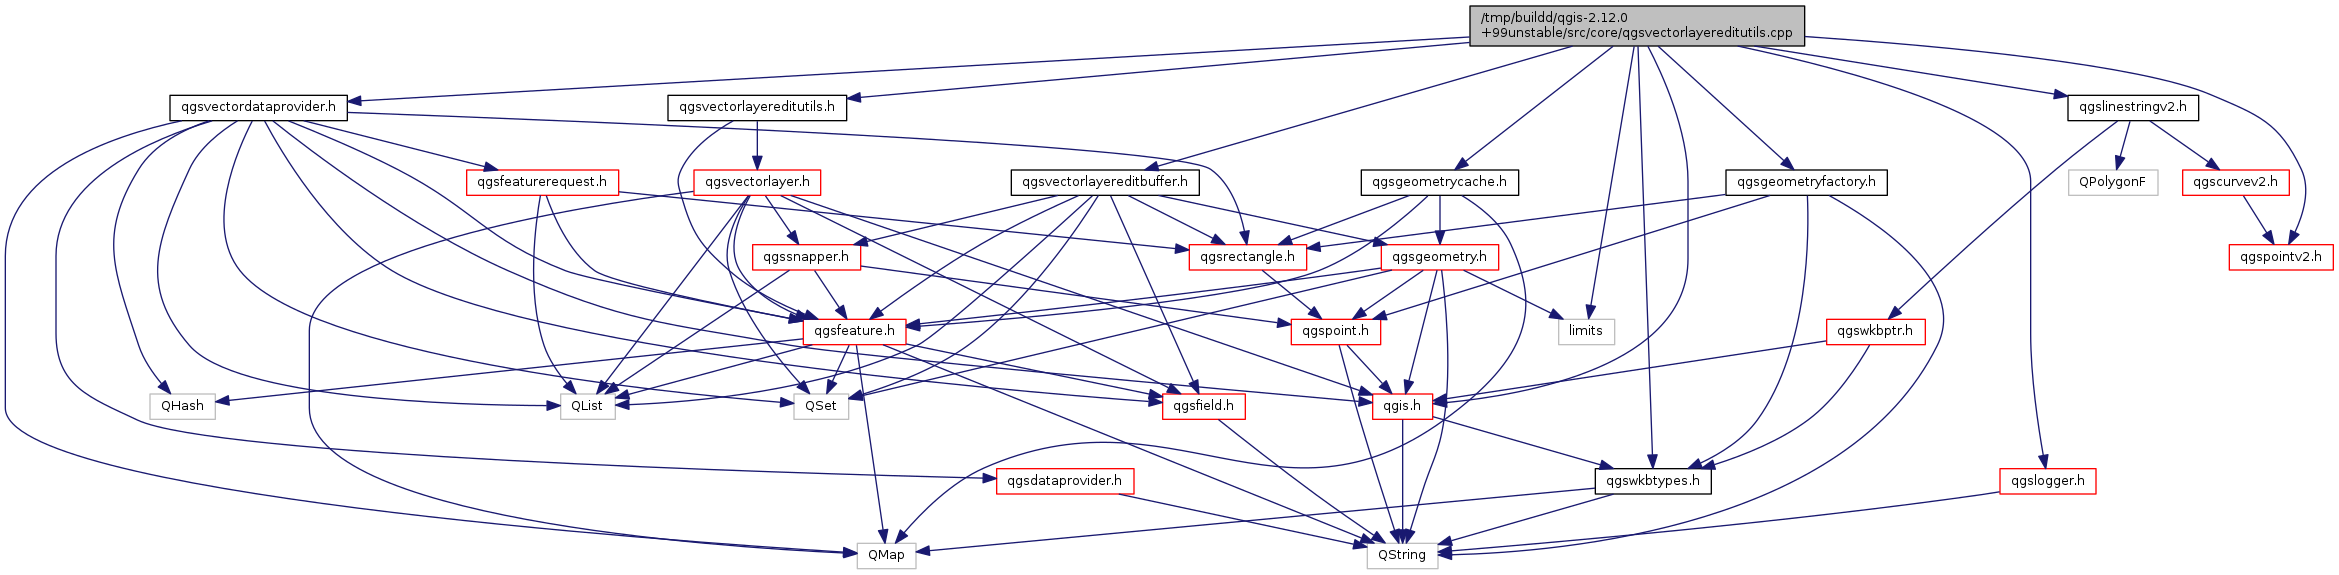 /tmp/buildd/qgis-2.12.0
+99unstable/src/core/qgsvectorlayereditutils.cpp
qgsvectordataprovider.h
qgsvectorlayereditutils.h
qgslinestringv2.h
qgsfeaturerequest.h
qgsvectorlayer.h
qgsvectorlayereditbuffer.h
qgsgeometrycache.h
qgsgeometryfactory.h
QPolygonF
qgscurvev2.h
qgssnapper.h
qgsrectangle.h
qgsgeometry.h
qgspointv2.h
qgsfeature.h
qgspoint.h
limits
qgswkbptr.h
QHash
QList
QSet
qgsfield.h
qgis.h
qgsdataprovider.h
qgswkbtypes.h
qgslogger.h
QMap
QString